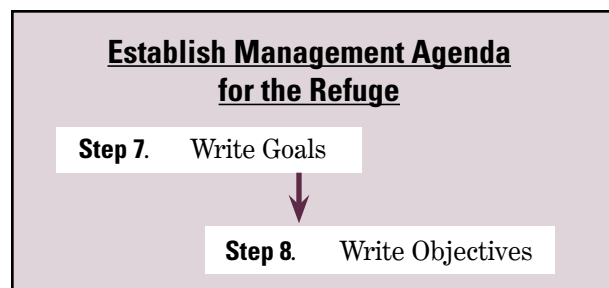 Establish Management Agenda
for the Refuge
Step 7. Write Goals
Step 8. Write Objectives